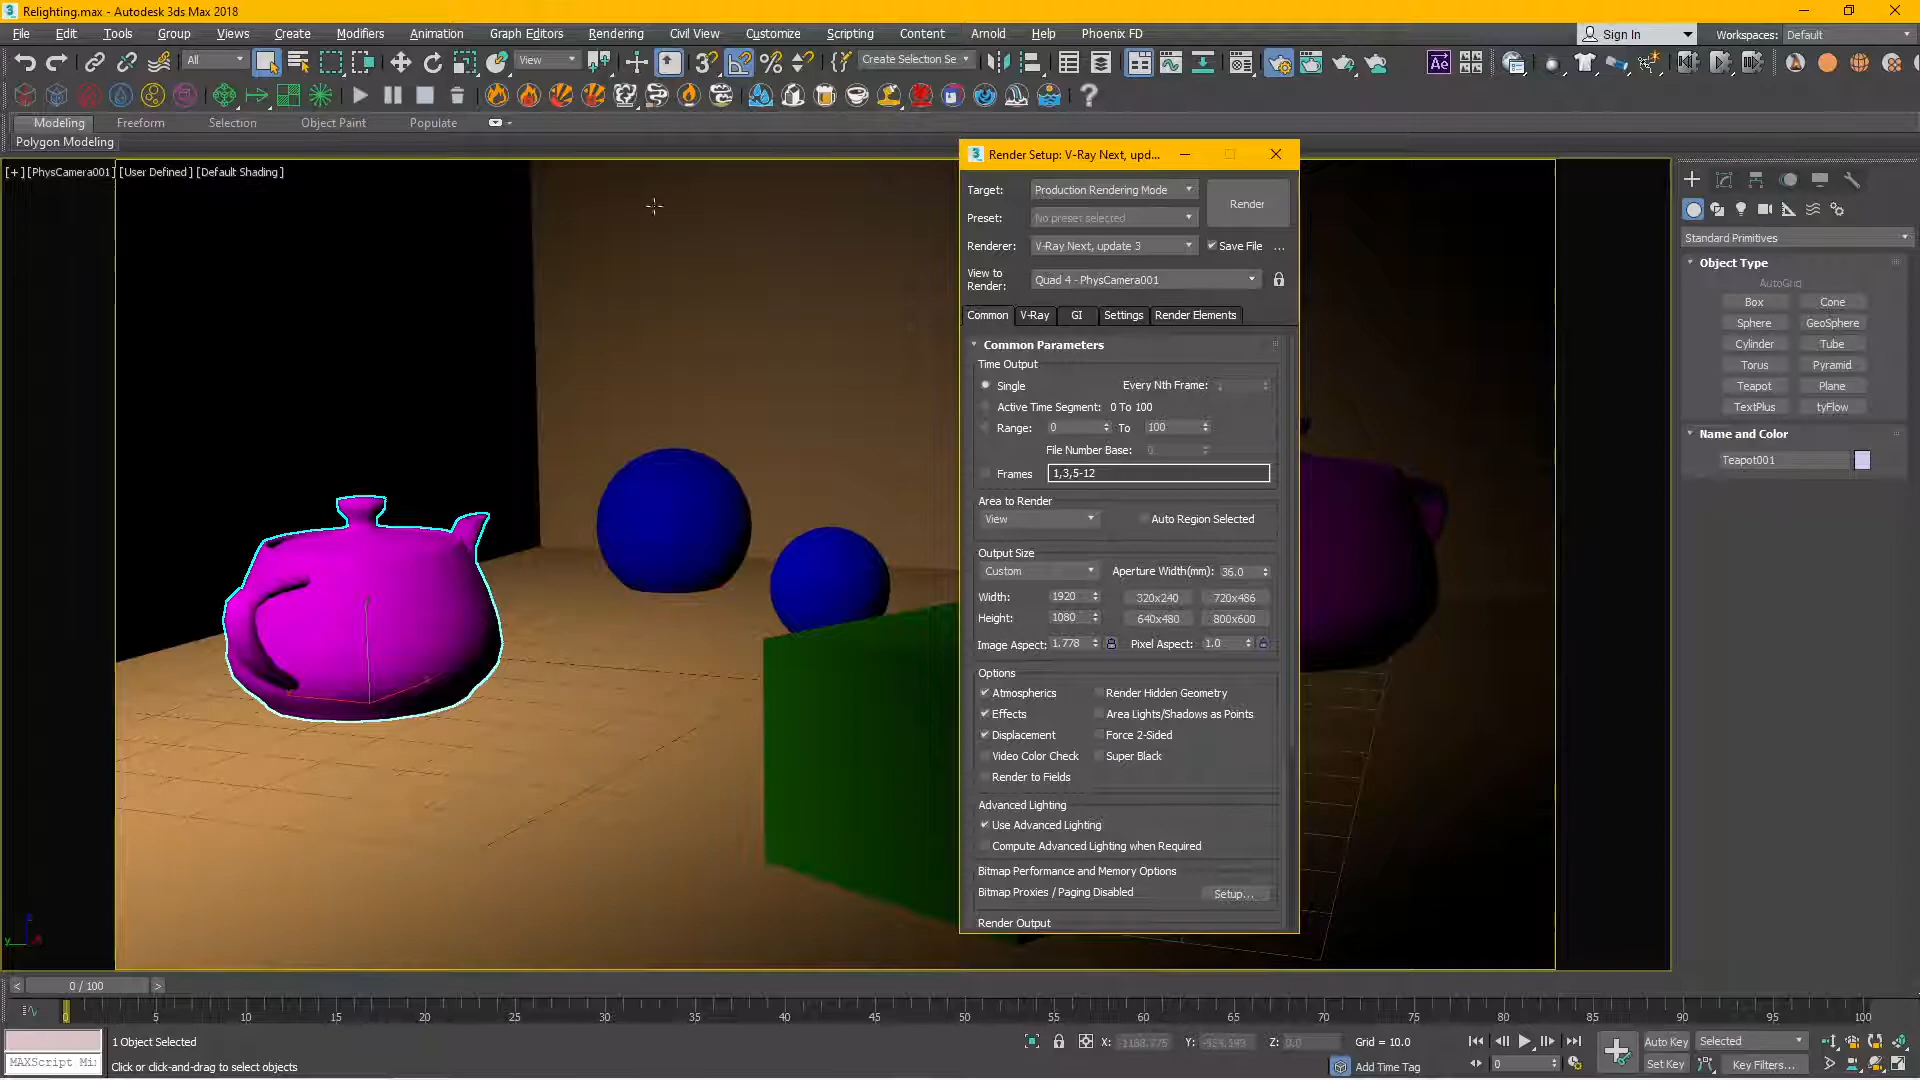 Relighting.max - Autodesk 3ds Max 2018
File Edit Tools Group Views Create Modifiers Animation Graph Editors Rendering Civil View Customize Scripting Content Arnold Help Phoenix FD
Sign In
Workspaces: Default
All
View
Create Selection Se
Ae
Modeling Freeform Selection Object Paint Populate
Polygon Modeling
[+] [PhysCamera001] [User Defined] [Default Shading]
Render Setup: V-Ray Next, upd...
Target: Production Rendering Mode
Render
Preset: No preset selected
Renderer: V-Ray Next, update 3
Save File ...
View to Render: Quad 4 - PhysCamera001
Common V-Ray GI Settings Render Elements
Common Parameters
Time Output
Single Every Nth Frame: 1
Active Time Segment: 0 To 100
Range: 0 To 100
File Number Base: 0
Frames 1,3,5-12
Area to Render
View Auto Region Selected
Output Size
Custom Aperture Width(mm): 36.0
Width: 1920 320x240 720x486
Height: 1080 640x480 800x600
Image Aspect: 1.778 Pixel Aspect: 1.0
Options
Atmospherics Render Hidden Geometry
Effects Area Lights/Shadows as Points
Displacement Force 2-Sided
Video Color Check Super Black
Render to Fields
Advanced Lighting
Use Advanced Lighting
Compute Advanced Lighting when Required
Bitmap Performance and Memory Options
Bitmap Proxies / Paging Disabled Setup...
Render Output
Standard Primitives
Object Type
AutoGrid
Box Cone
Sphere GeoSphere
Cylinder Tube
Torus Pyramid
Teapot Plane
TextPlus tyFlow
Name and Color
Teapot001
< 0 / 100 >
0 5 10 15 20 25 30 35 40 45 50 55 60 65 70 75 80 85 90 95 100
1 Object Selected
X: Y: Z: 0.0 Grid = 10.0
Auto Key Selected
MAXScript Mi
Click or click-and-drag to select objects
Add Time Tag
0
Set Key Key Filters...